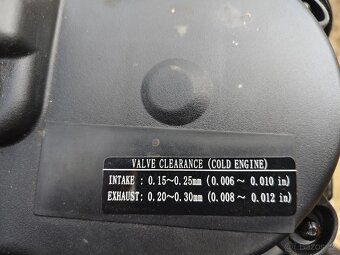 VALVE CLEARANCE (COLD ENGINE)
INTAKE : 0.15～0.25mm (0.006～ 0.010 in)
EXHAUST: 0.20～0.30mm (0.008～ 0.012 in)